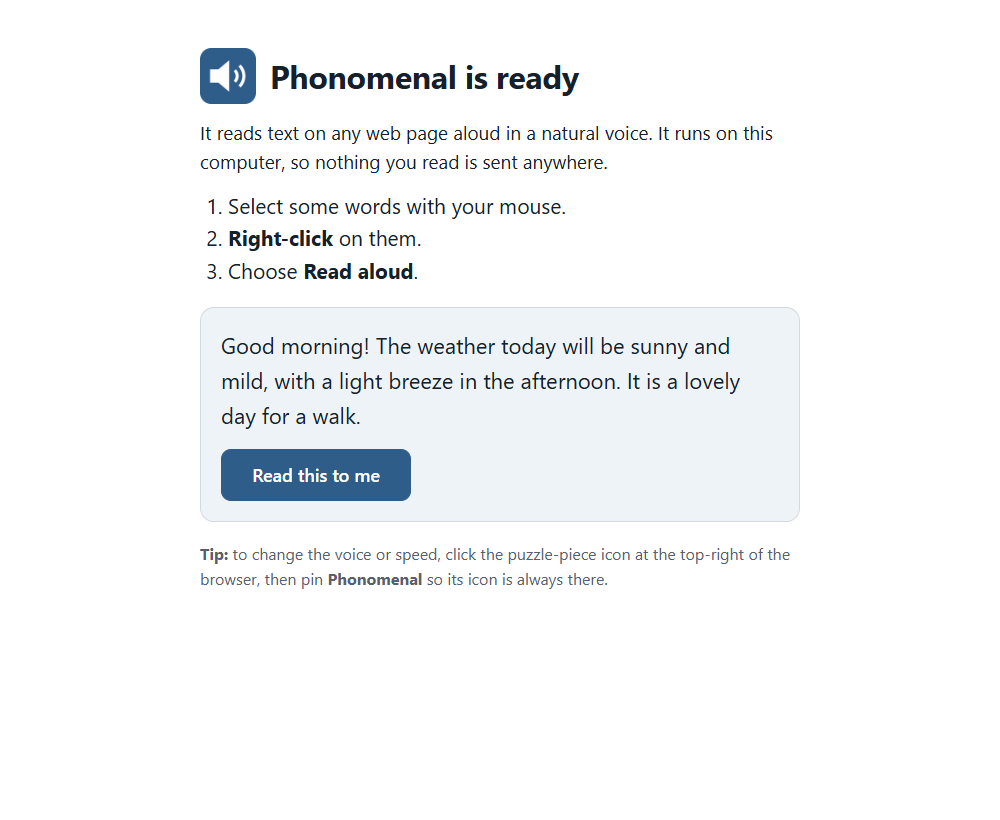 Phonomenal is ready
It reads text on any web page aloud in a natural voice. It runs on this
computer, so nothing you read is sent anywhere.
1. Select some words with your mouse.
2. Right-click on them.
3. Choose Read aloud.
Good morning! The weather today will be sunny and
mild, with a light breeze in the afternoon. It is a lovely
day for a walk.
Read this to me
Tip: to change the voice or speed, click the puzzle-piece icon at the top-right of the
browser, then pin Phonomenal so its icon is always there.